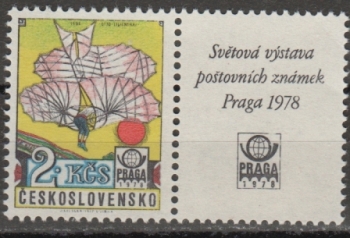 2 KČS
PRAGA
1978
ČESKOSLOVENSKO
Světová výstava
poštovních známek
Praga 1978
PRAGA
1978